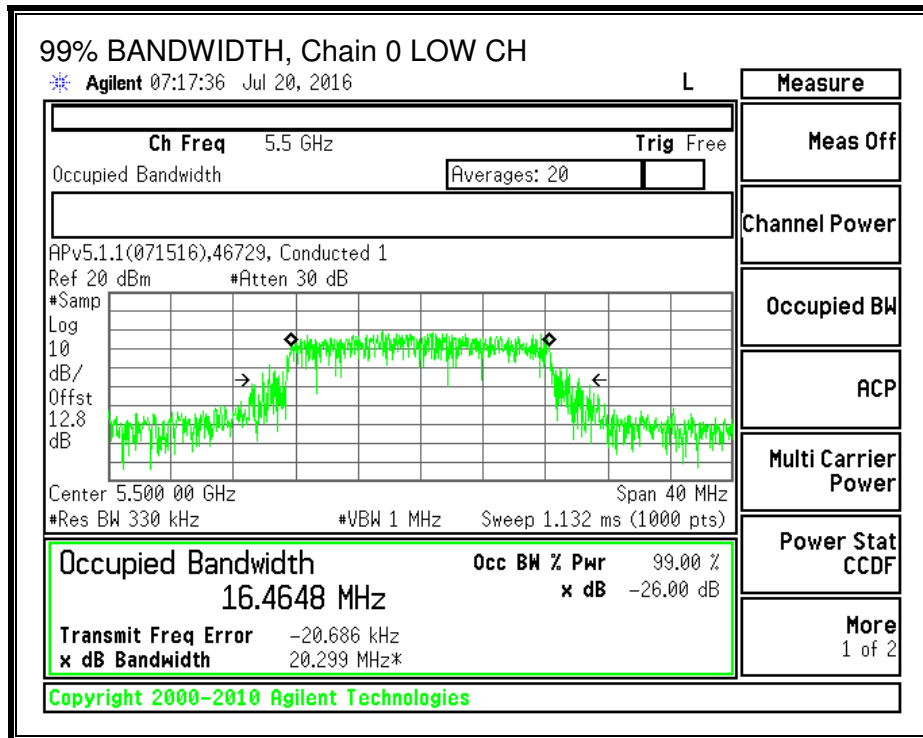 99% BANDWIDTH, Chain 0 LOW CH
Agilent 07:17:36 Jul 20, 2016 L
Measure
Ch Freq 5.5 GHz Trig Free
Occupied Bandwidth Averages: 20
APv5.1.1(071516),46729, Conducted 1
Ref 20 dBm #Atten 30 dB
#Samp
Log
10
dB/
Offst
12.8
dB
Center 5.500 00 GHz Span 40 MHz
#Res BW 330 kHz #VBW 1 MHz Sweep 1.132 ms (1000 pts)
Occupied Bandwidth Occ BW % Pwr 99.00 %
16.4648 MHz x dB -26.00 dB
Transmit Freq Error -20.686 kHz
x dB Bandwidth 20.299 MHz*
Copyright 2000-2010 Agilent Technologies
Meas Off
Channel Power
Occupied BW
ACP
Multi Carrier
Power
Power Stat
CCDF
More
1 of 2